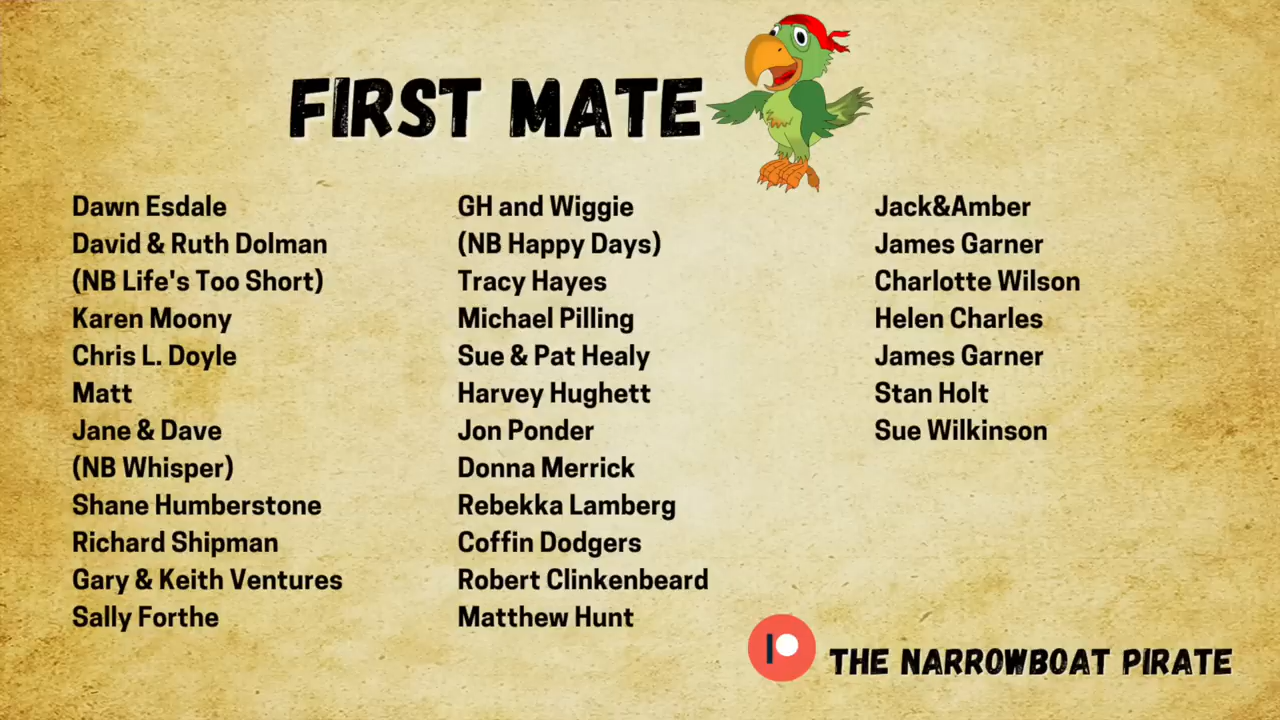 FIRST MATE
Dawn Esdale
David & Ruth Dolman
(NB Life's Too Short)
Karen Moony
Chris L. Doyle
Matt
Jane & Dave
(NB Whisper)
Shane Humberstone
Richard Shipman
Gary & Keith Ventures
Sally Forthe
GH and Wiggie
(NB Happy Days)
Tracy Hayes
Michael Pilling
Sue & Pat Healy
Harvey Hughett
Jon Ponder
Donna Merrick
Rebekka Lamberg
Coffin Dodgers
Robert Clinkenbeard
Matthew Hunt
Jack&Amber
James Garner
Charlotte Wilson
Helen Charles
James Garner
Stan Holt
Sue Wilkinson
THE NARROWBOAT PIRATE